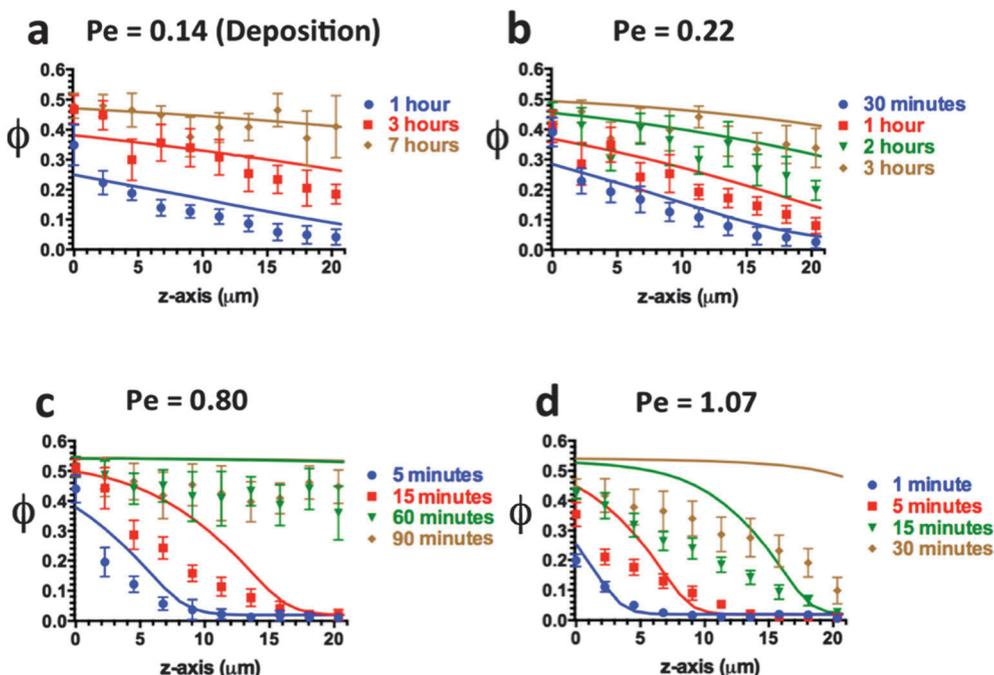 a Pe = 0.14 (Deposition)
0.6
0.5
0.4
0.3
0.2
0.1
0.0
ϕ
0 5 10 15 20
z-axis (μm)
1 hour
3 hours
7 hours
b Pe = 0.22
0.6
0.5
0.4
0.3
0.2
0.1
0.0
ϕ
0 5 10 15 20
z-axis (μm)
30 minutes
1 hour
2 hours
3 hours
c Pe = 0.80
0.6
0.5
0.4
0.3
0.2
0.1
0.0
ϕ
0 5 10 15 20
z-axis (μm)
5 minutes
15 minutes
60 minutes
90 minutes
d Pe = 1.07
0.6
0.5
0.4
0.3
0.2
0.1
0.0
ϕ
0 5 10 15 20
z-axis (μm)
1 minute
5 minutes
15 minutes
30 minutes